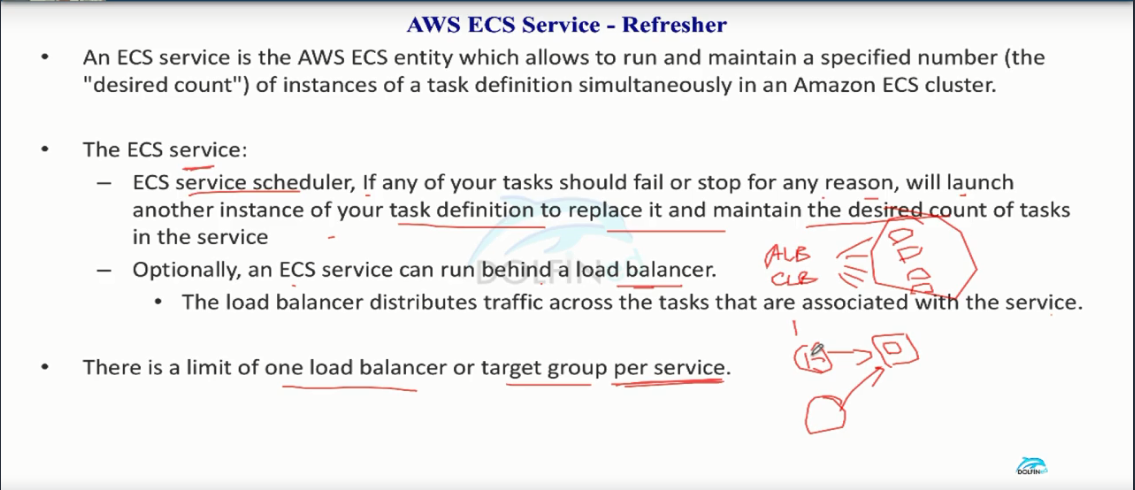 AWS ECS Service - Refresher
• An ECS service is the AWS ECS entity which allows to run and maintain a specified number (the
"desired count") of instances of a task definition simultaneously in an Amazon ECS cluster.
• The ECS service:
– ECS service scheduler, If any of your tasks should fail or stop for any reason, will launch
another instance of your task definition to replace it and maintain the desired count of tasks
in the service
ALB
– Optionally, an ECS service can run behind a load balancer.
CLB
DOLFIN
• The load balancer distributes traffic across the tasks that are associated with the service.
• There is a limit of one load balancer or target group per service.
DOLFIN